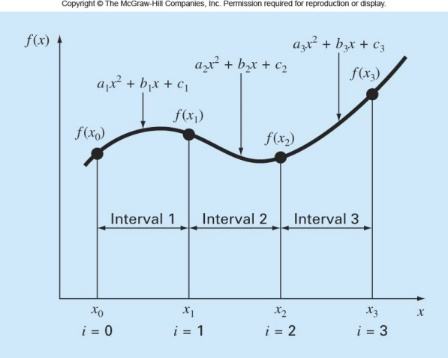 Copyright © The McGraw-Hill Companies, Inc. Permission required for reproduction or display.
f(x)
a₃x² + b₃x + c₃
a₂x² + b₂x + c₂
f(x₃)
a₁x² + b₁x + c₁
f(x₁)
f(x₀)
f(x₂)
Interval 1 Interval 2 Interval 3
x₀ x₁ x₂ x₃ x
i = 0 i = 1 i = 2 i = 3